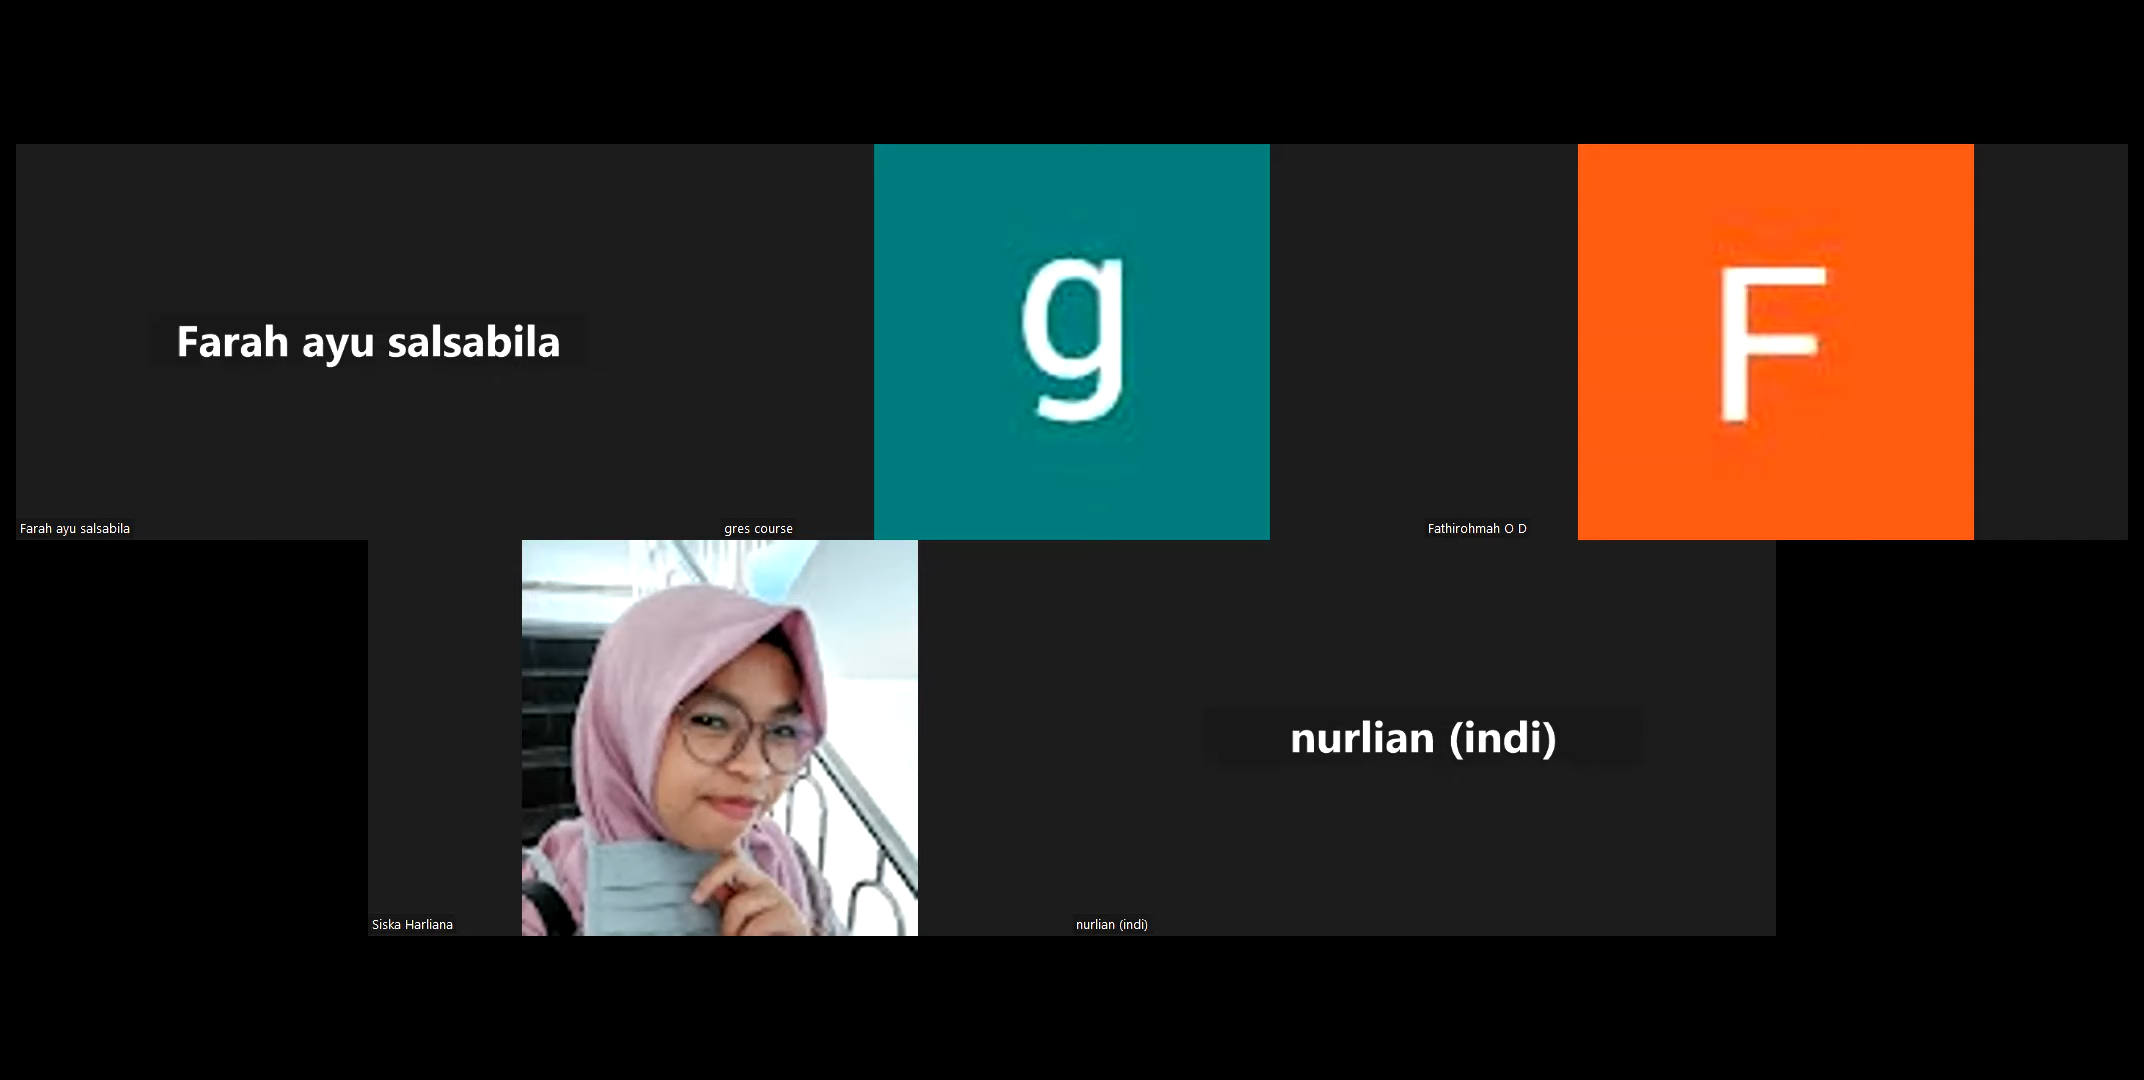 Farah ayu salsabila
g
F
Farah ayu salsabila
gres course
Fathirohmah O D
nurlian (indi)
Siska Harliana
nurlian (indi)